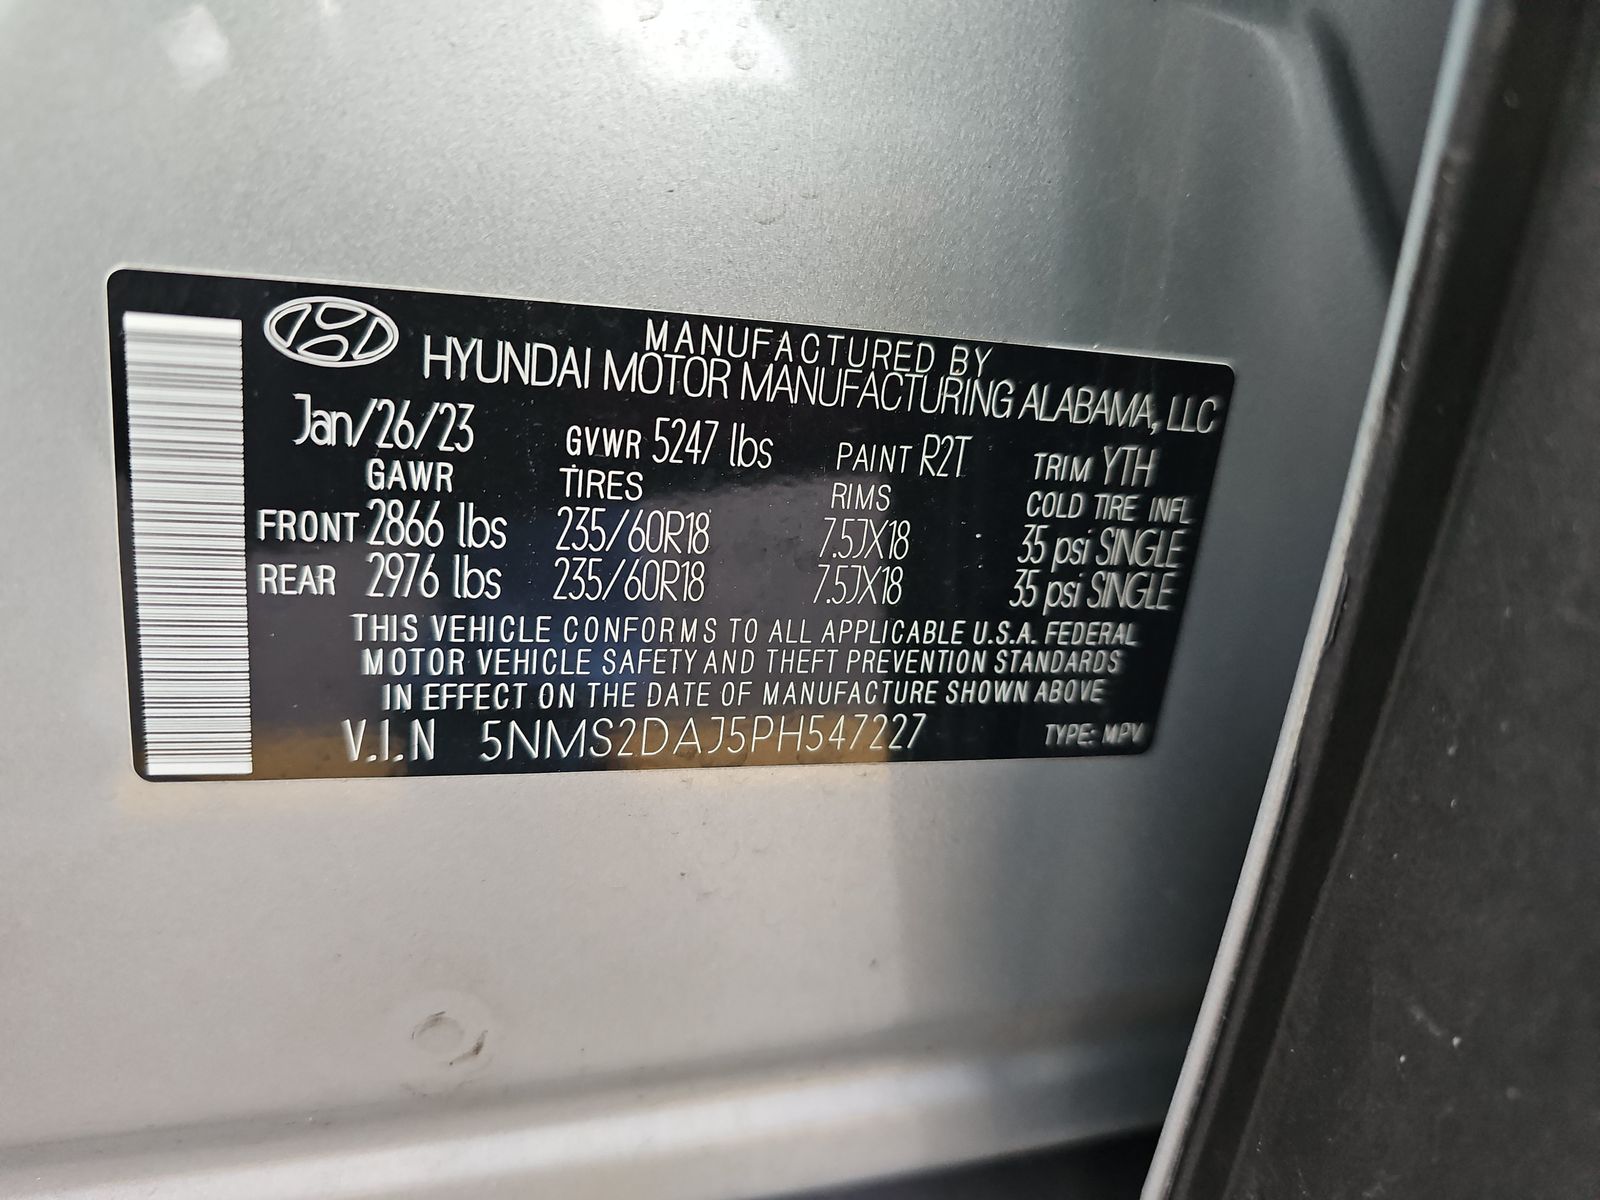 MANUFACTURED BY
HYUNDAI MOTOR MANUFACTURING ALABAMA, LLC
Jan/26/23 GVWR 5247 lbs PAINT R2T TRIM YTH
GAWR TIRES RIMS COLD TIRE INFL
FRONT 2866 lbs 235/60R18 7.5JX18 35 psi SINGLE
REAR 2976 lbs 235/60R18 7.5JX18 35 psi SINGLE
THIS VEHICLE CONFORMS TO ALL APPLICABLE U.S.A. FEDERAL
MOTOR VEHICLE SAFETY AND THEFT PREVENTION STANDARDS
IN EFFECT ON THE DATE OF MANUFACTURE SHOWN ABOVE
V.I.N 5NMS2DAJ5PH547227 TYPE: MPV